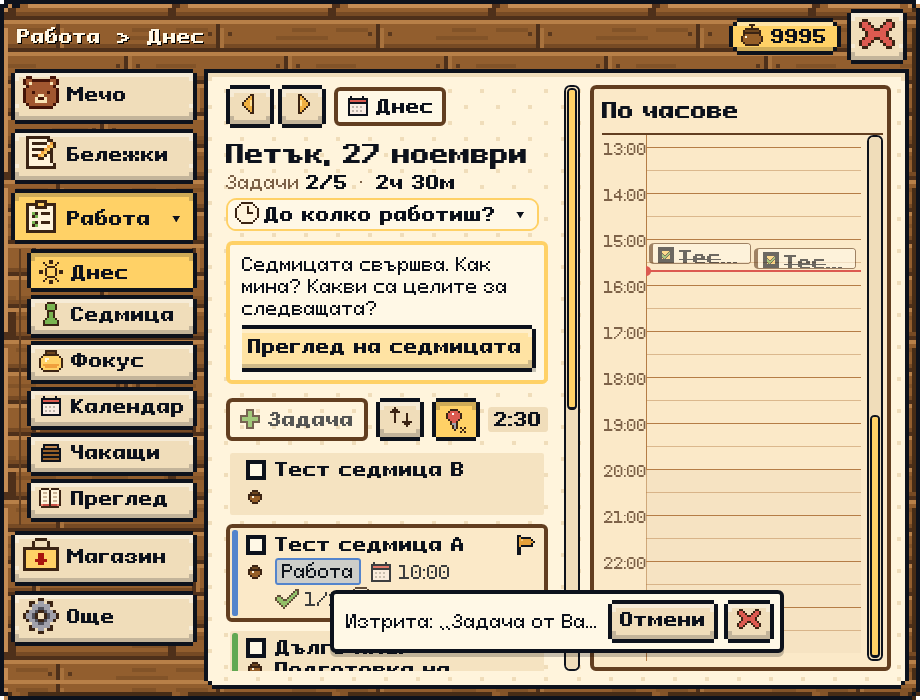 Работа > Днес
9995
Мечо
Бележки
Работа
Днес
Седмица
Фокус
Календар
Чакащи
Преглед
Магазин
Още
Днес
Петък, 27 ноември
Задачи 2/5 · 2ч 30м
До колко работиш?
Седмицата свършва. Как
мина? Какви са целите за
следващата?
Преглед на седмицата
Задача
2:30
Тест седмица B
Тест седмица A
Работа 10:00
По часове
13:00
14:00
15:00
Тес...
Тес...
16:00
17:00
18:00
19:00
20:00
21:00
22:00
Изтрита: „Задача от Ва...
Отмени